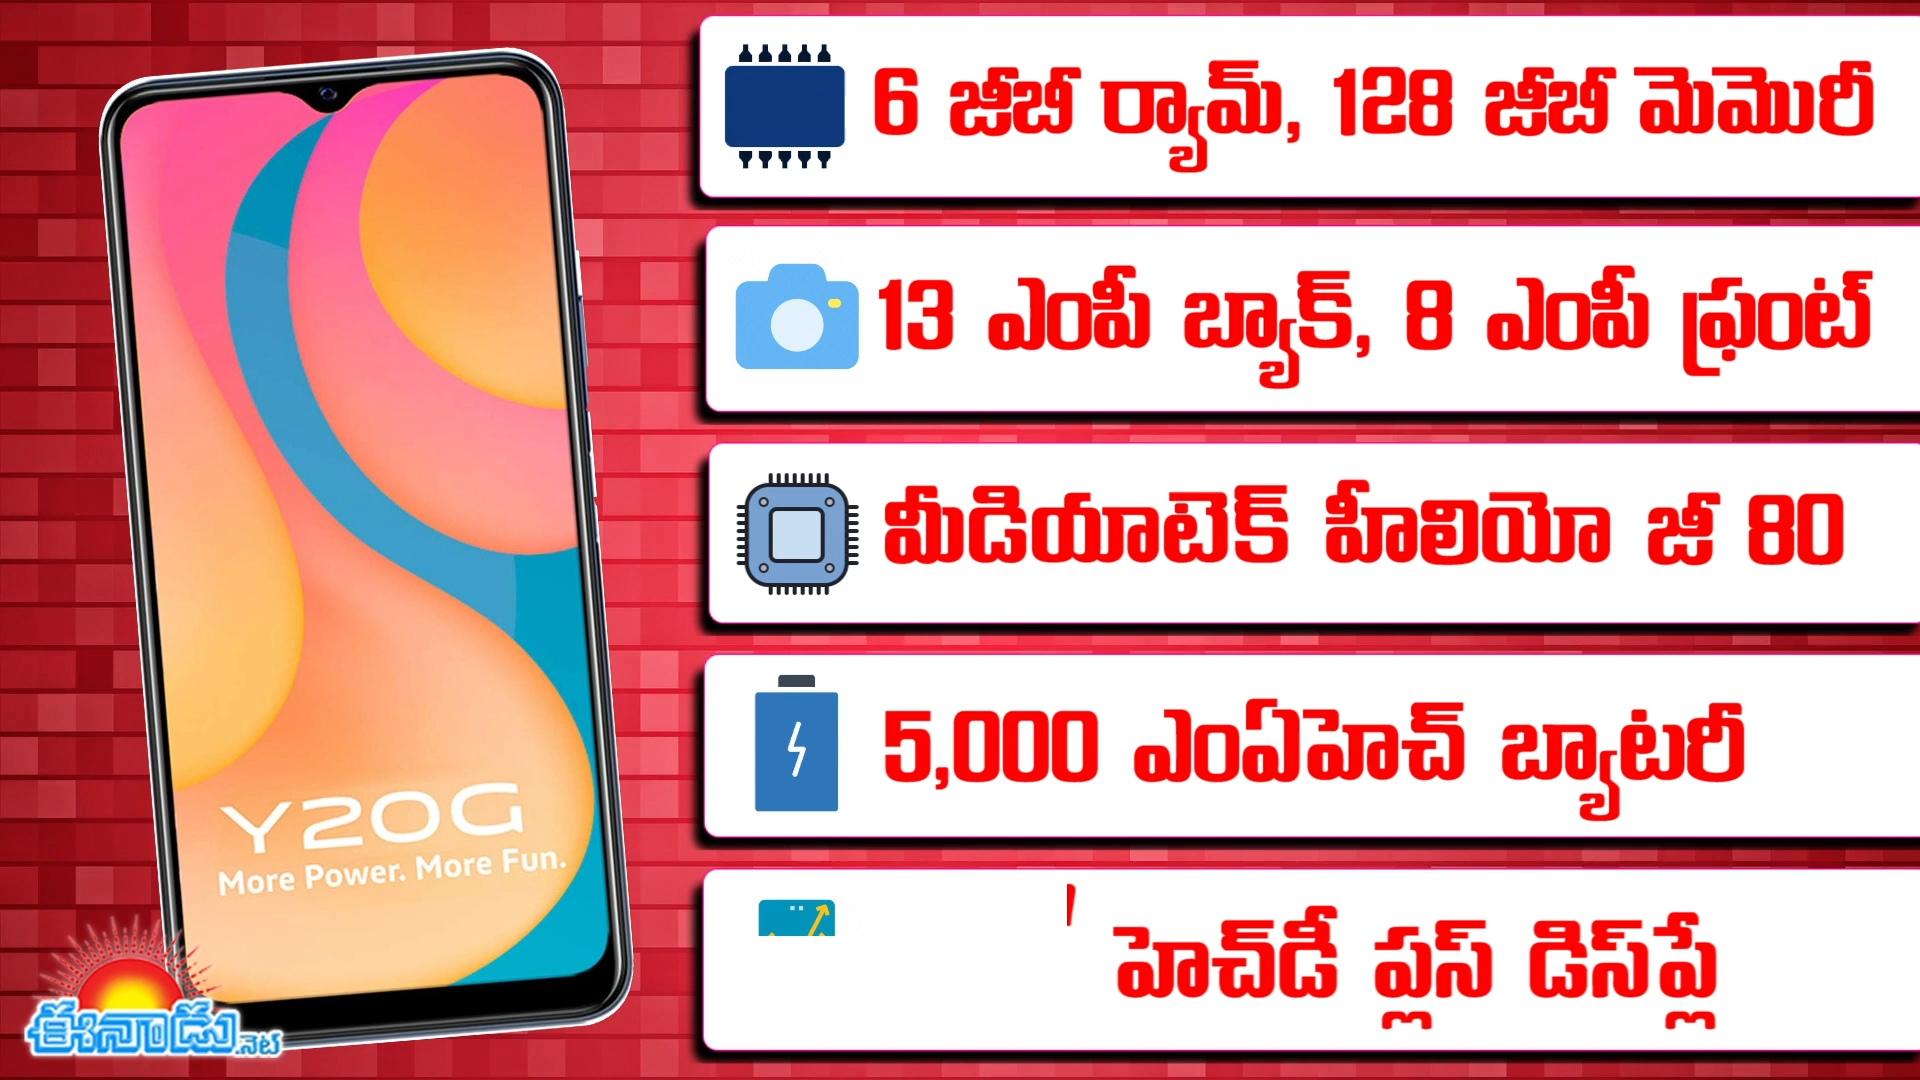 6 జీబీ ర్యామ్, 128 జీబీ మెమొరీ
13 ఎంపీ బ్యాక్, 8 ఎంపీ ఫ్రంట్
మీడియాటెక్ హీలియో జీ 80
5,000 ఎంఏహెచ్ బ్యాటరీ
హెచ్‌డీ ప్లస్ డిస్‌ప్లే
Y20G
More Power. More Fun.
ఈనాడు.నెట్